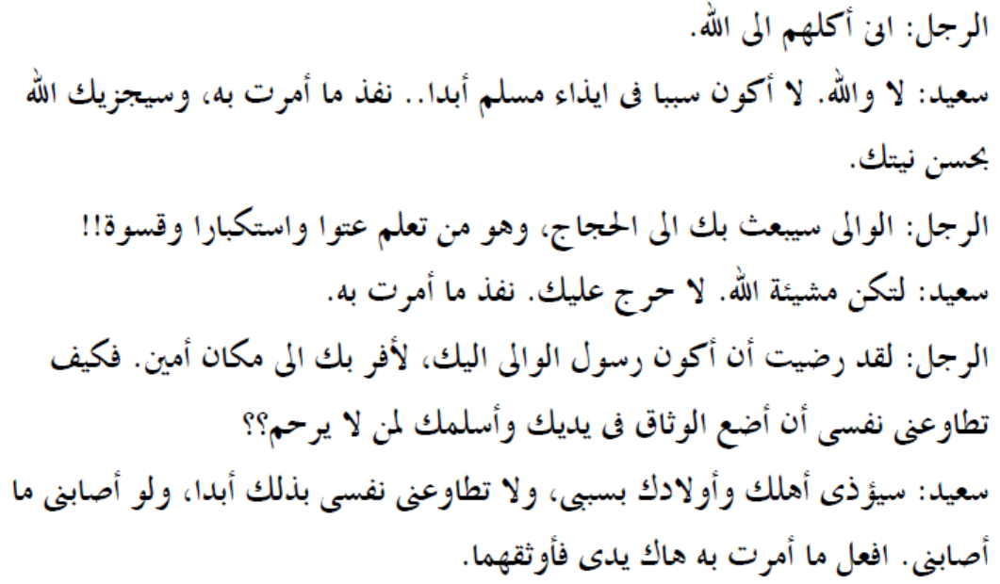 الرجل: انى أكلهم الى الله.
سعيد: لا والله. لا أكون سببا فى ايذاء مسلم أبدا.. نفذ ما أمرت به، وسيجزيك الله
بحسن نيتك.
الرجل: الوالى سيبعث بك الى الحجاج، وهو من تعلم عتوا واستكبارا وقسوة!!
سعيد: لتكن مشيئة الله. لا حرج عليك. نفذ ما أمرت به.
الرجل: لقد رضيت أن أكون رسول الوالى اليك، لأفر بك الى مكان أمين. فكيف
تطاوعنى نفسى أن أضع الوثاق فى يديك وأسلمك لمن لا يرحم؟؟
سعيد: سيؤذى أهلك وأولادك بسببى، ولا تطاوعنى نفسى بذلك أبدا، ولو أصابنى ما
أصابنى. افعل ما أمرت به هاك يدى فأوثقهما.